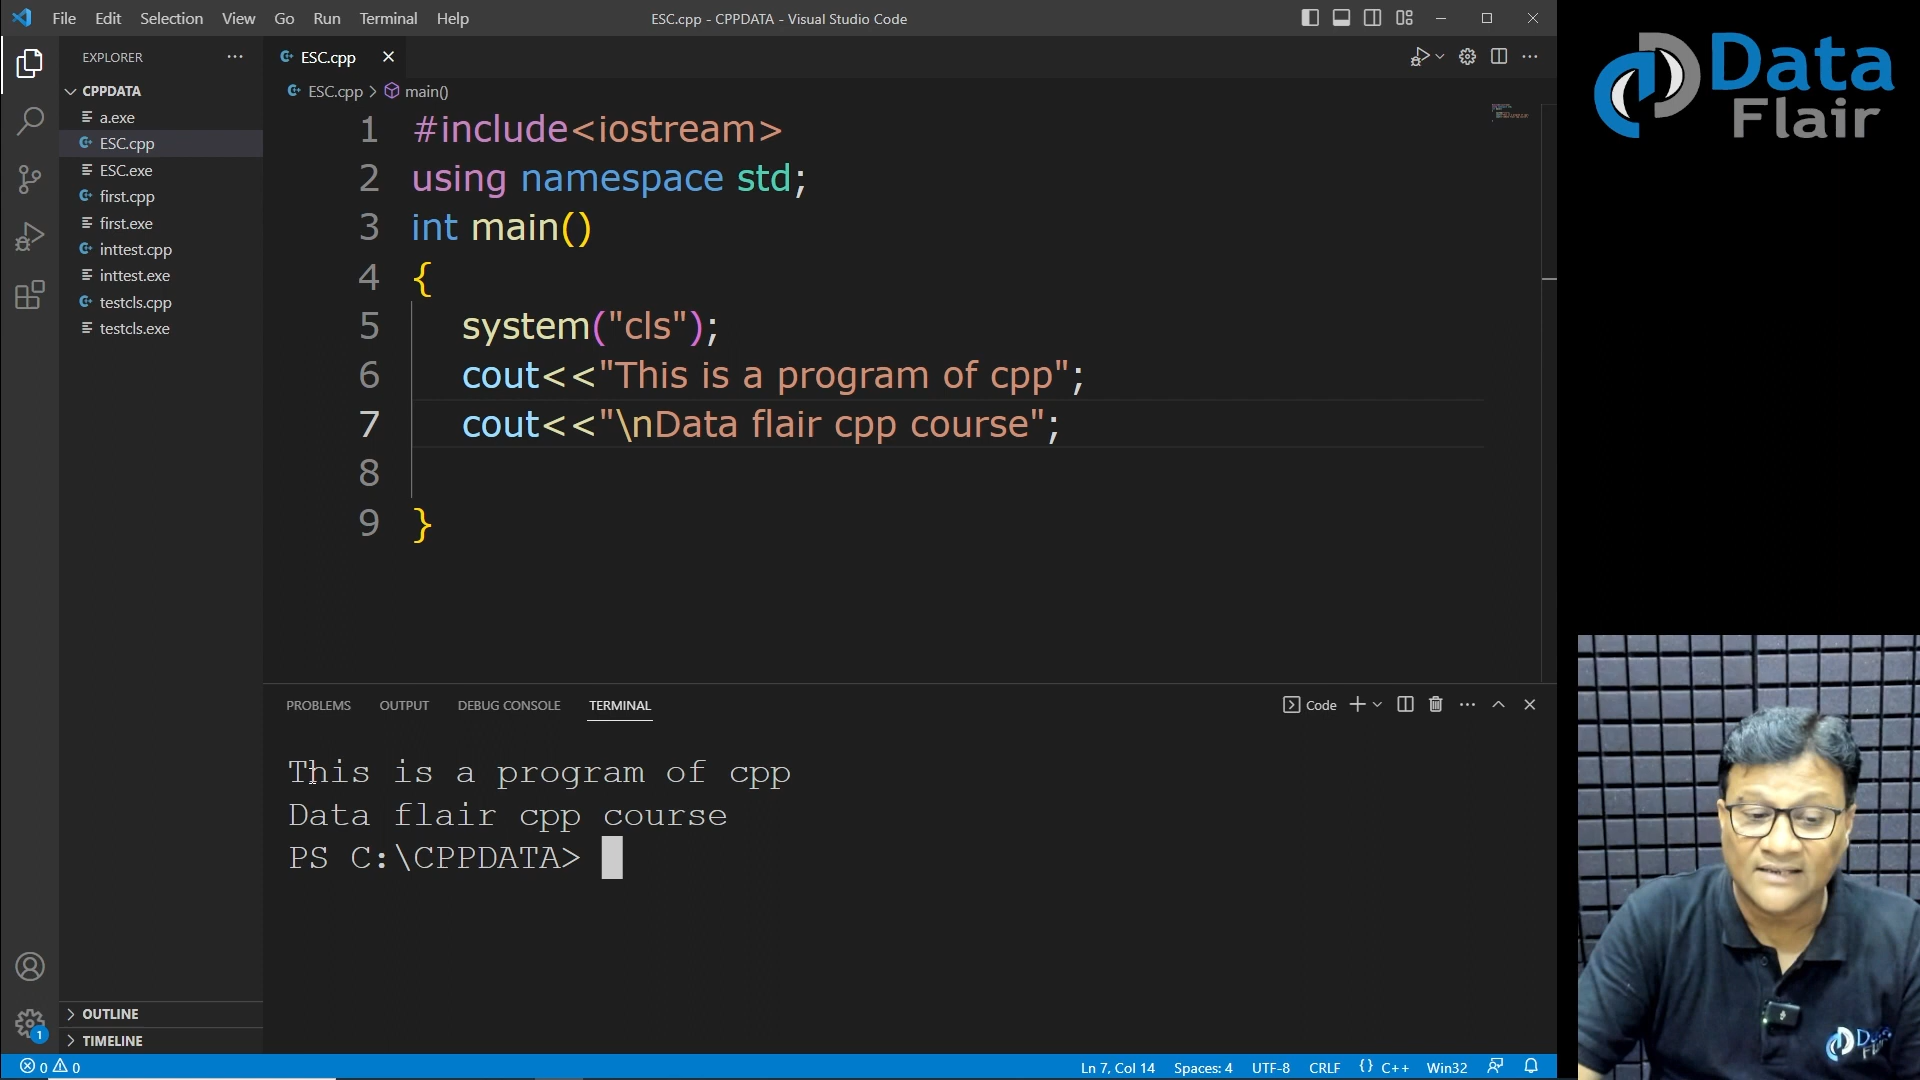 File Edit Selection View Go Run Terminal Help
ESC.cpp - CPPDATA - Visual Studio Code
Data
Flair
EXPLORER
CPPDATA
a.exe
ESC.cpp
ESC.exe
first.cpp
first.exe
inttest.cpp
inttest.exe
testcls.cpp
testcls.exe
OUTLINE
TIMELINE
ESC.cpp
ESC.cpp > main()
1 #include<iostream>
2 using namespace std;
3 int main()
4 {
5 system("cls");
6 cout<<"This is a program of cpp";
7 cout<<"\nData flair cpp course";
8
9 }
PROBLEMS OUTPUT DEBUG CONSOLE TERMINAL
Code
This is a program of cpp
Data flair cpp course
PS C:\CPPDATA>
1
0 0
Ln 7, Col 14 Spaces: 4 UTF-8 CRLF {} C++ Win32